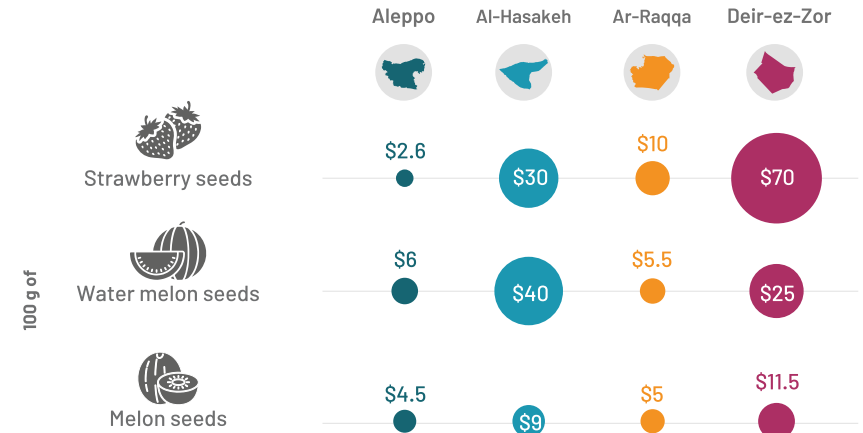 Aleppo Al-Hasakeh Ar-Raqqa Deir-ez-Zor
$2.6 $30 $10 $70
Strawberry seeds
$6 $40 $5.5 $25
Water melon seeds
100 g of
$4.5 $9 $5 $11.5
Melon seeds